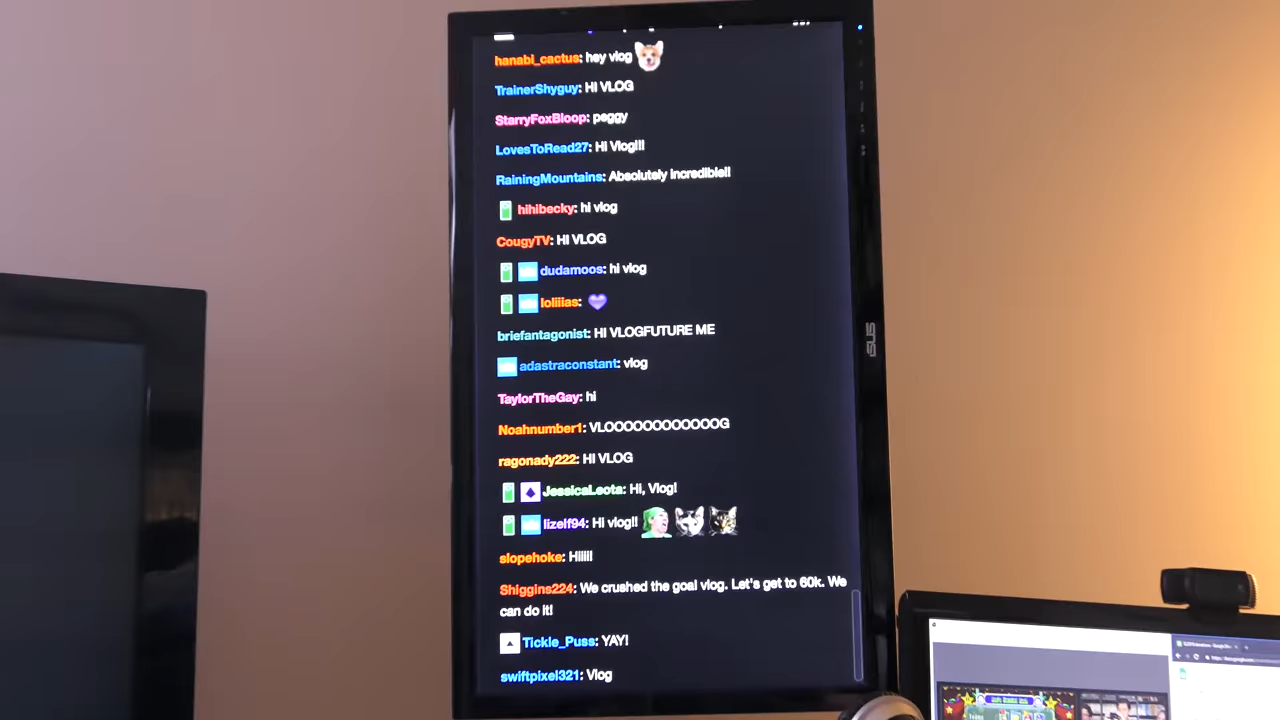 hanabi_cactus: hey vlog
TrainerShyguy: HI VLOG
StarryFoxBloop: peggy
LovesToRead27: Hi Vlog!!!
RainingMountains: Absolutely incredible!!
hihibecky: hi vlog
CougyTV: HI VLOG
dudamoos: hi vlog
loliiias:
briefantagonist: HI VLOGFUTURE ME
adastraconstant: vlog
TaylorTheGay: hi
Noahnumber1: VLOOOOOOOOOOOOG
ragonady222: HI VLOG
JessicaLeota: Hi, Vlog!
lizelf94: Hi vlog!!
slopehoke: Hiiiii!
Shiggins224: We crushed the goal vlog. Let's get to 60k. We
can do it!
Tickle_Puss: YAY!
swiftpixel321: Vlog
ASUS